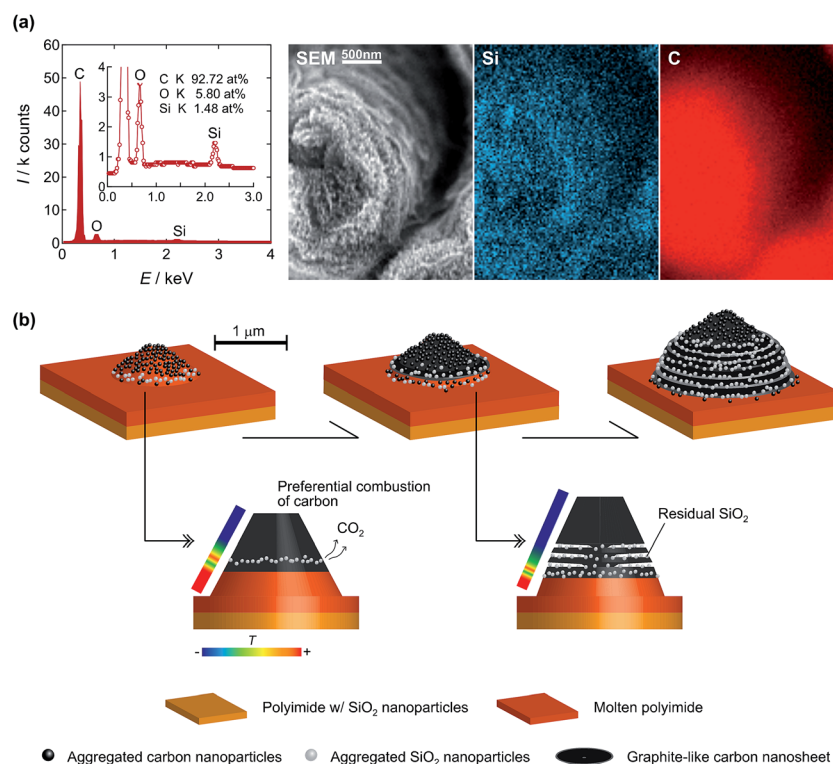 (a)
I / k counts
60
50
40
30
20
10
0
0
1
2
3
4
E / keV
C
O
Si
4
3
2
1
0
0.0
1.0
2.0
3.0
O
Si
C K 92.72 at%
O K 5.80 at%
Si K 1.48 at%
SEM 500nm
Si
C
(b)
1 μm
Preferential combustion
of carbon
CO2
Residual SiO2
T
- +
Polyimide w/ SiO2 nanoparticles
Molten polyimide
Aggregated carbon nanoparticles
Aggregated SiO2 nanoparticles
Graphite-like carbon nanosheet